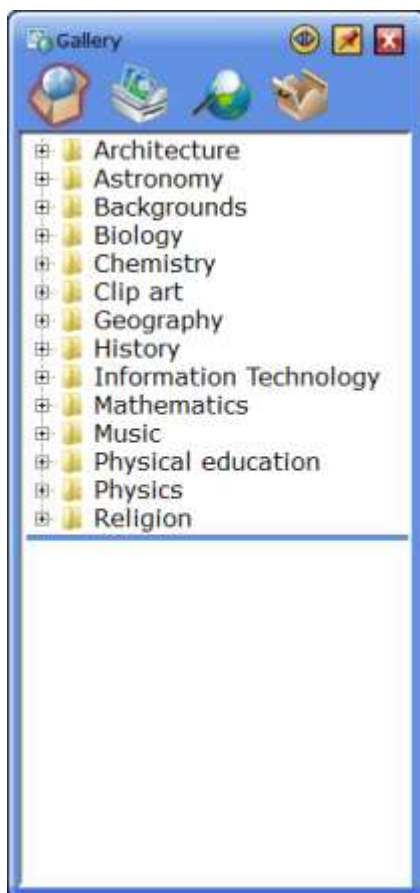 Gallery
Architecture
Astronomy
Backgrounds
Biology
Chemistry
Clip art
Geography
History
Information Technology
Mathematics
Music
Physical education
Physics
Religion